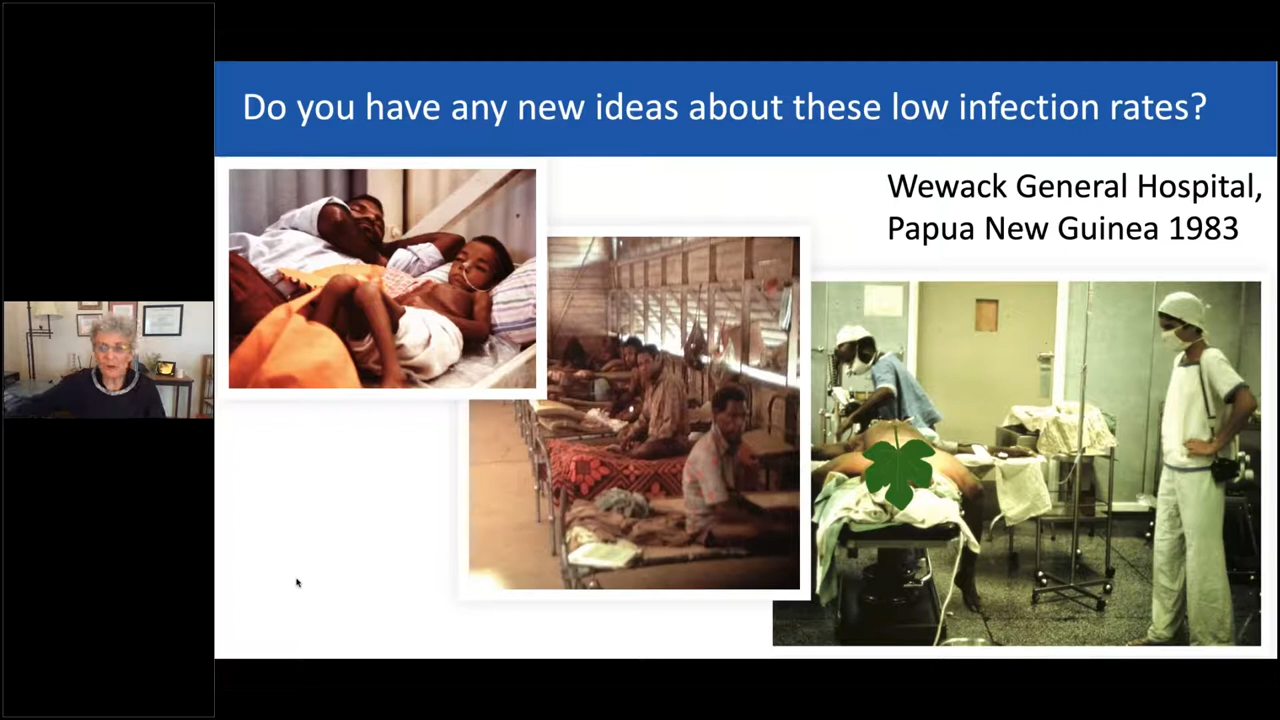 Do you have any new ideas about these low infection rates?
Wewack General Hospital,
Papua New Guinea 1983